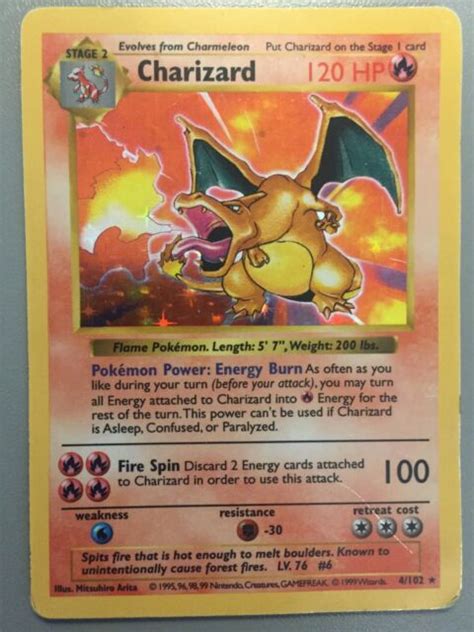 STAGE 2
Evolves from Charmeleon
Put Charizard on the Stage 1 card
Charizard
120 HP
Flame Pokémon. Length: 5' 7", Weight: 200 lbs.
Pokémon Power: Energy Burn As often as you
like during your turn (before your attack), you may turn
all Energy attached to Charizard into Energy for the
rest of the turn. This power can't be used if Charizard
is Asleep, Confused, or Paralyzed.
Fire Spin Discard 2 Energy cards attached
to Charizard in order to use this attack.
100
weakness
resistance
retreat cost
-30
Spits fire that is hot enough to melt boulders. Known to
unintentionally cause forest fires. LV. 76 #6
Illus. Mitsuhiro Arita
© 1995, 96, 98, 99 Nintendo, Creatures, GAMEFREAK. © 1999 Wizards.
4/102 ★